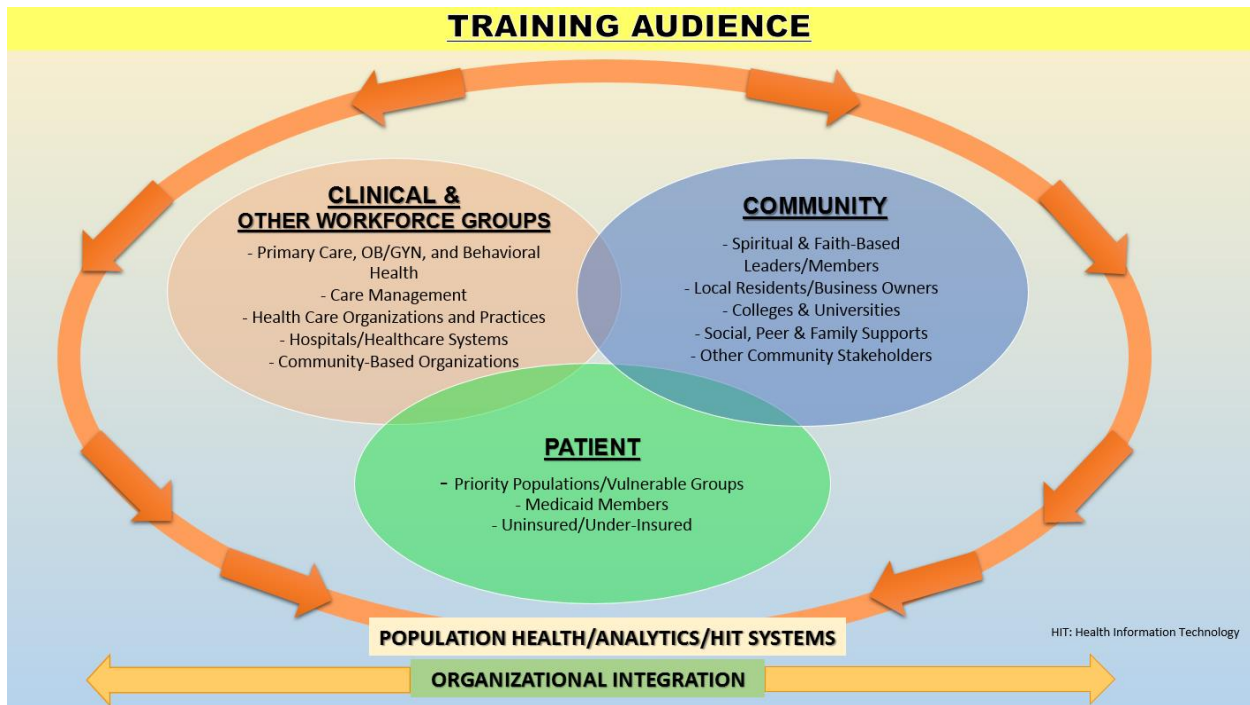 TRAINING AUDIENCE
CLINICAL &
OTHER WORKFORCE GROUPS
- Primary Care, OB/GYN, and Behavioral
Health
- Care Management
- Health Care Organizations and Practices
- Hospitals/Healthcare Systems
- Community-Based Organizations
COMMUNITY
- Spiritual & Faith-Based
Leaders/Members
- Local Residents/Business Owners
- Colleges & Universities
- Social, Peer & Family Supports
- Other Community Stakeholders
PATIENT
- Priority Populations/Vulnerable Groups
- Medicaid Members
- Uninsured/Under-Insured
POPULATION HEALTH/ANALYTICS/HIT SYSTEMS
HIT: Health Information Technology
ORGANIZATIONAL INTEGRATION